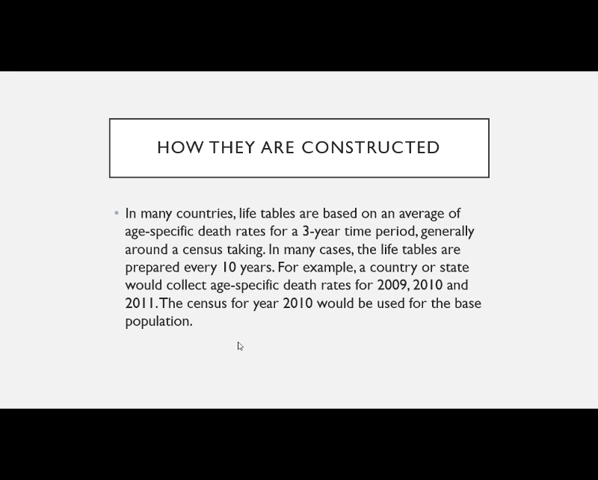 HOW THEY ARE CONSTRUCTED
• In many countries, life tables are based on an average of
age-specific death rates for a 3-year time period, generally
around a census taking. In many cases, the life tables are
prepared every 10 years. For example, a country or state
would collect age-specific death rates for 2009, 2010 and
2011. The census for year 2010 would be used for the base
population.